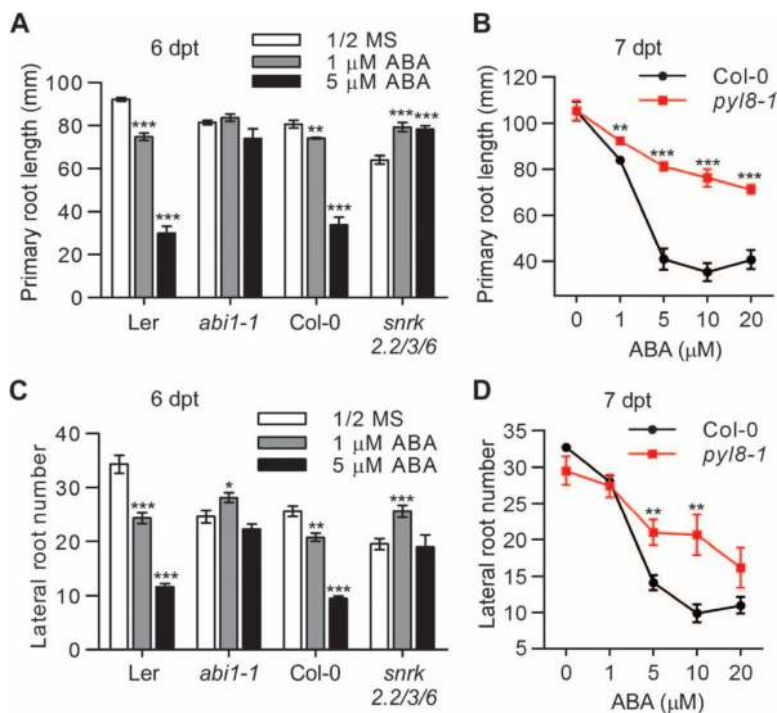 A
6 dpt
1/2 MS
1 μM ABA
5 μM ABA
Primary root length (mm)
100
80
60
40
20
0
***
***
**
***
***
***
Ler
abi1-1
Col-0
snrk
2.2/3/6
B
7 dpt
Col-0
pyl8-1
Primary root length (mm)
120
100
80
60
40
**
***
***
***
0
1
5
10
20
ABA (μM)
C
6 dpt
1/2 MS
1 μM ABA
5 μM ABA
Lateral root number
40
30
20
10
0
***
***
*
**
***
***
Ler
abi1-1
Col-0
snrk
2.2/3/6
D
7 dpt
Col-0
pyl8-1
Lateral root number
35
30
25
20
15
10
5
**
**
0
1
5
10
20
ABA (μM)